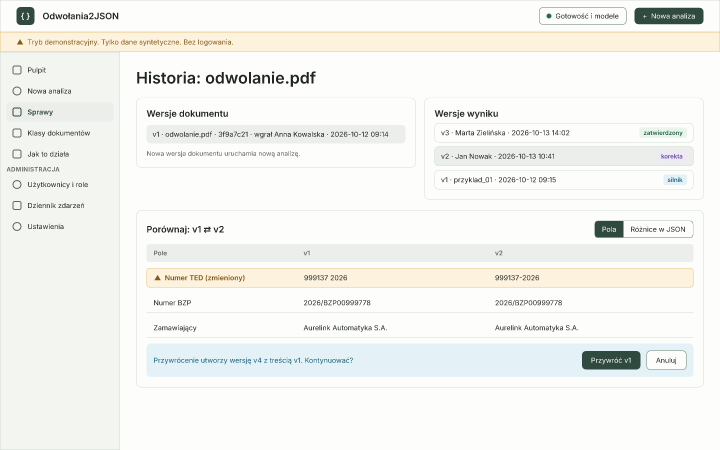 { } Odwołania2JSON
Gotowość i modele
+ Nowa analiza
▲ Tryb demonstracyjny. Tylko dane syntetyczne. Bez logowania.
Pulpit
Nowa analiza
Sprawy
Klasy dokumentów
Jak to działa
ADMINISTRACJA
Użytkownicy i role
Dziennik zdarzeń
Ustawienia
Historia: odwolanie.pdf
Wersje dokumentu
v1 · odwolanie.pdf · 3f9a7c21 · wgrał Anna Kowalska · 2026-10-12 09:14
Nowa wersja dokumentu uruchamia nową analizę.
Wersje wyniku
v3 · Marta Zielińska · 2026-10-13 14:02 zatwierdzony
v2 · Jan Nowak · 2026-10-13 10:41 korekta
v1 · przyklad_01 · 2026-10-12 09:15 silnik
Porównaj: v1 ⇄ v2
Pola Różnice w JSON
Pole v1 v2
▲ Numer TED (zmieniony) 999137 2026 999137-2026
Numer BZP 2026/BZP00999778 2026/BZP00999778
Zamawiający Aurelink Automatyka S.A. Aurelink Automatyka S.A.
Przywrócenie utworzy wersję v4 z treścią v1. Kontynuować?
Przywróć v1
Anuluj